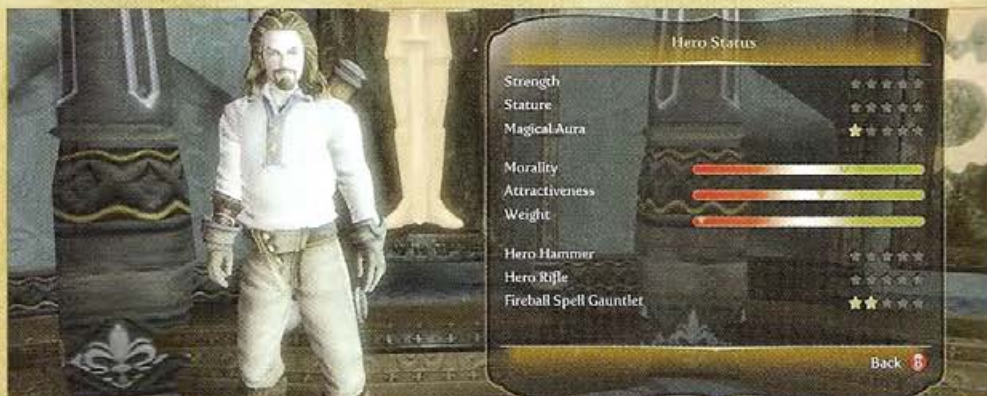 Hero Status
Strength
Stature
Magical Aura
Morality
Attractiveness
Weight
Hero Hammer
Hero Rifle
Fireball Spell Gauntlet
Back B